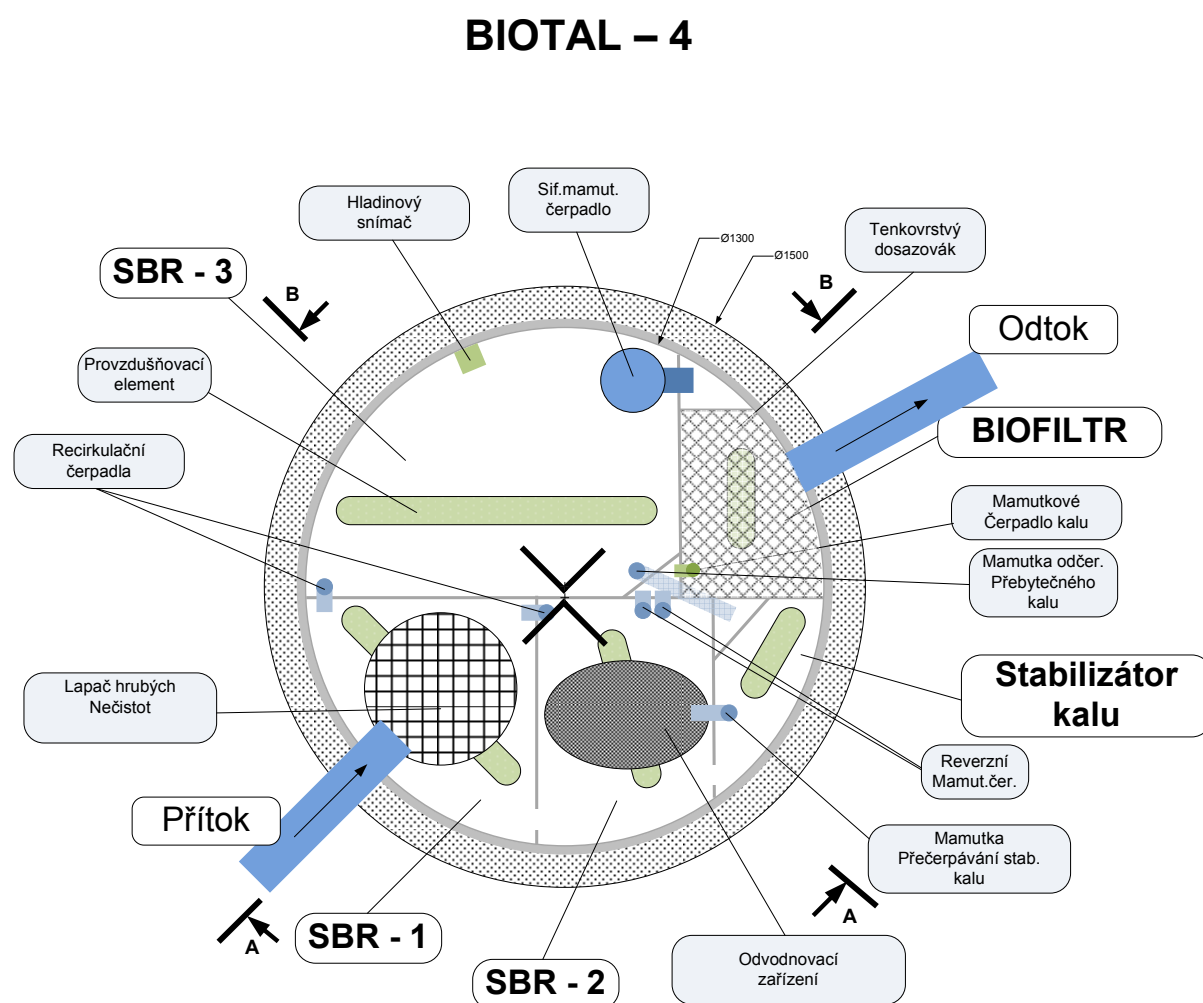 BIOTAL – 4
Hladinový
snímač
Sif.mamut.
čerpadlo
Ø1300
Ø1500
Tenkovrstvý
dosazovák
SBR - 3
B
B
Odtok
Provzdušňovací
element
BIOFILTR
Recirkulační
čerpadla
Mamutkové
Čerpadlo kalu
Mamutka odčer.
Přebytečného
kalu
Lapač hrubých
Nečistot
Stabilizátor
kalu
Reverzní
Mamut.čer.
Přítok
Mamutka
Přečerpávání stab.
kalu
A
A
SBR - 1
SBR - 2
Odvodnovací
zařízení